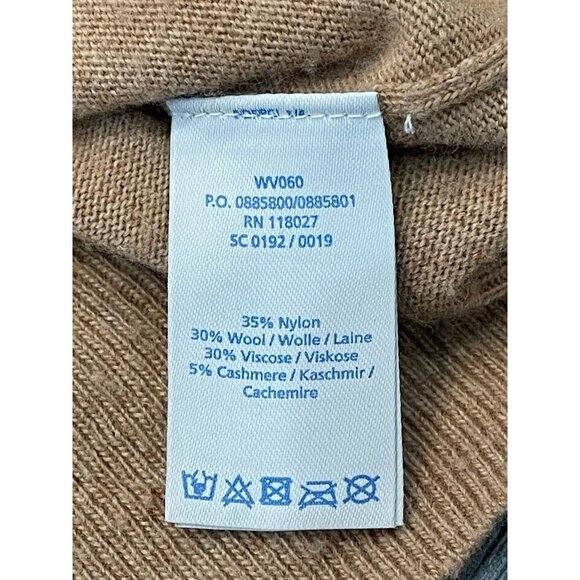 WV060
P.O. 0885800/0885801
RN 118027
SC 0192 / 0019
35% Nylon
30% Wool / Wolle / Laine
30% Viscose / Viskose
5% Cashmere / Kaschmir /
Cachemire